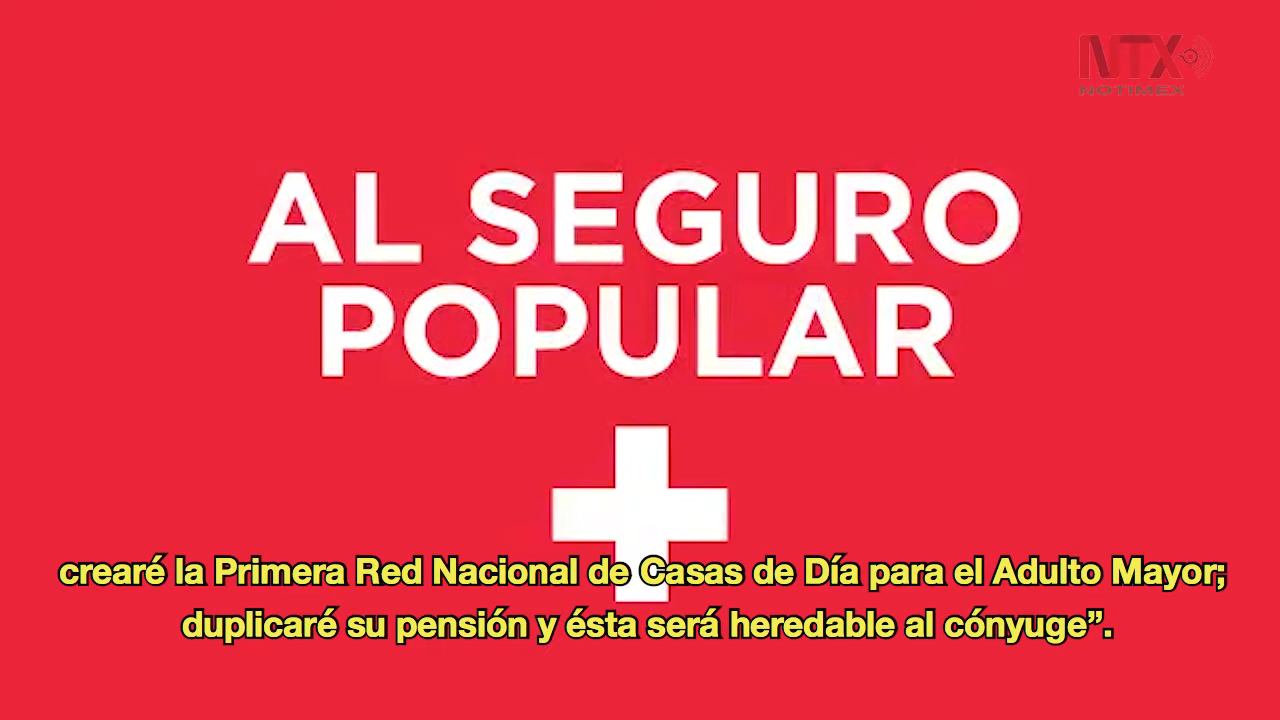 NTX
NOTIMEX
AL SEGURO
POPULAR
crearé la Primera Red Nacional de Casas de Día para el Adulto Mayor;
duplicaré su pensión y ésta será heredable al cónyuge”.